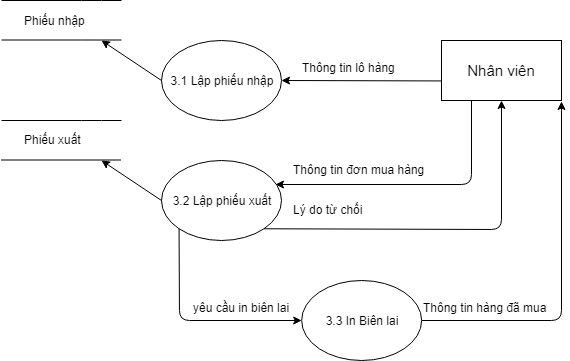 Phiếu nhập
Nhân viên
Thông tin lô hàng
3.1 Lập phiếu nhập
Phiếu xuất
Thông tin đơn mua hàng
3.2 Lập phiếu xuất
Lý do từ chối
yêu cầu in biên lai
Thông tin hàng đã mua
3.3 In Biên lai